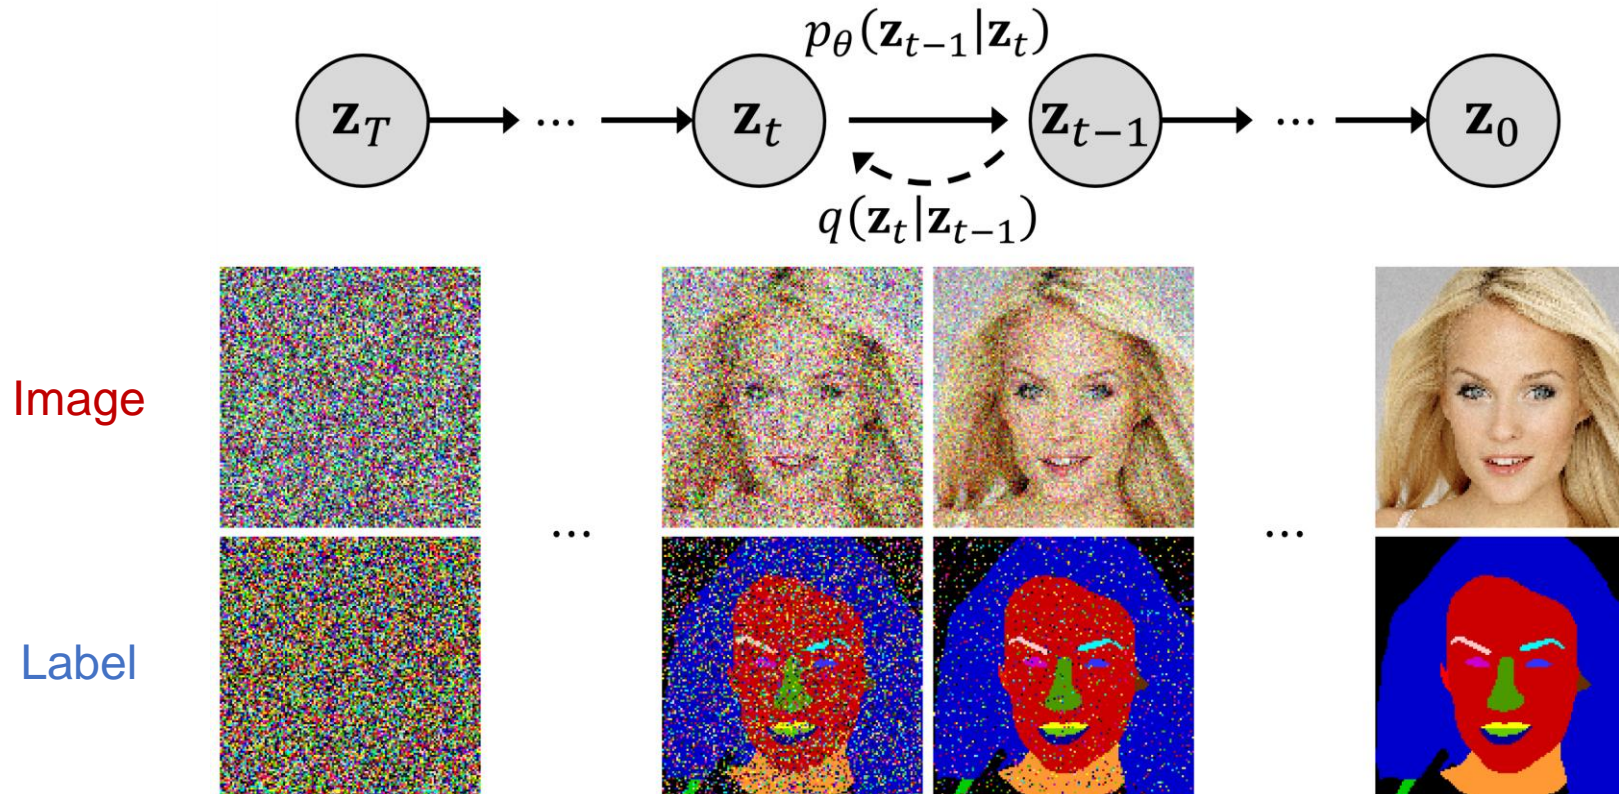 p_θ(z_{t−1}|z_t)
z_T ⋯ z_t z_{t−1} ⋯ z_0
q(z_t|z_{t−1})
Image
⋯ ⋯
Label